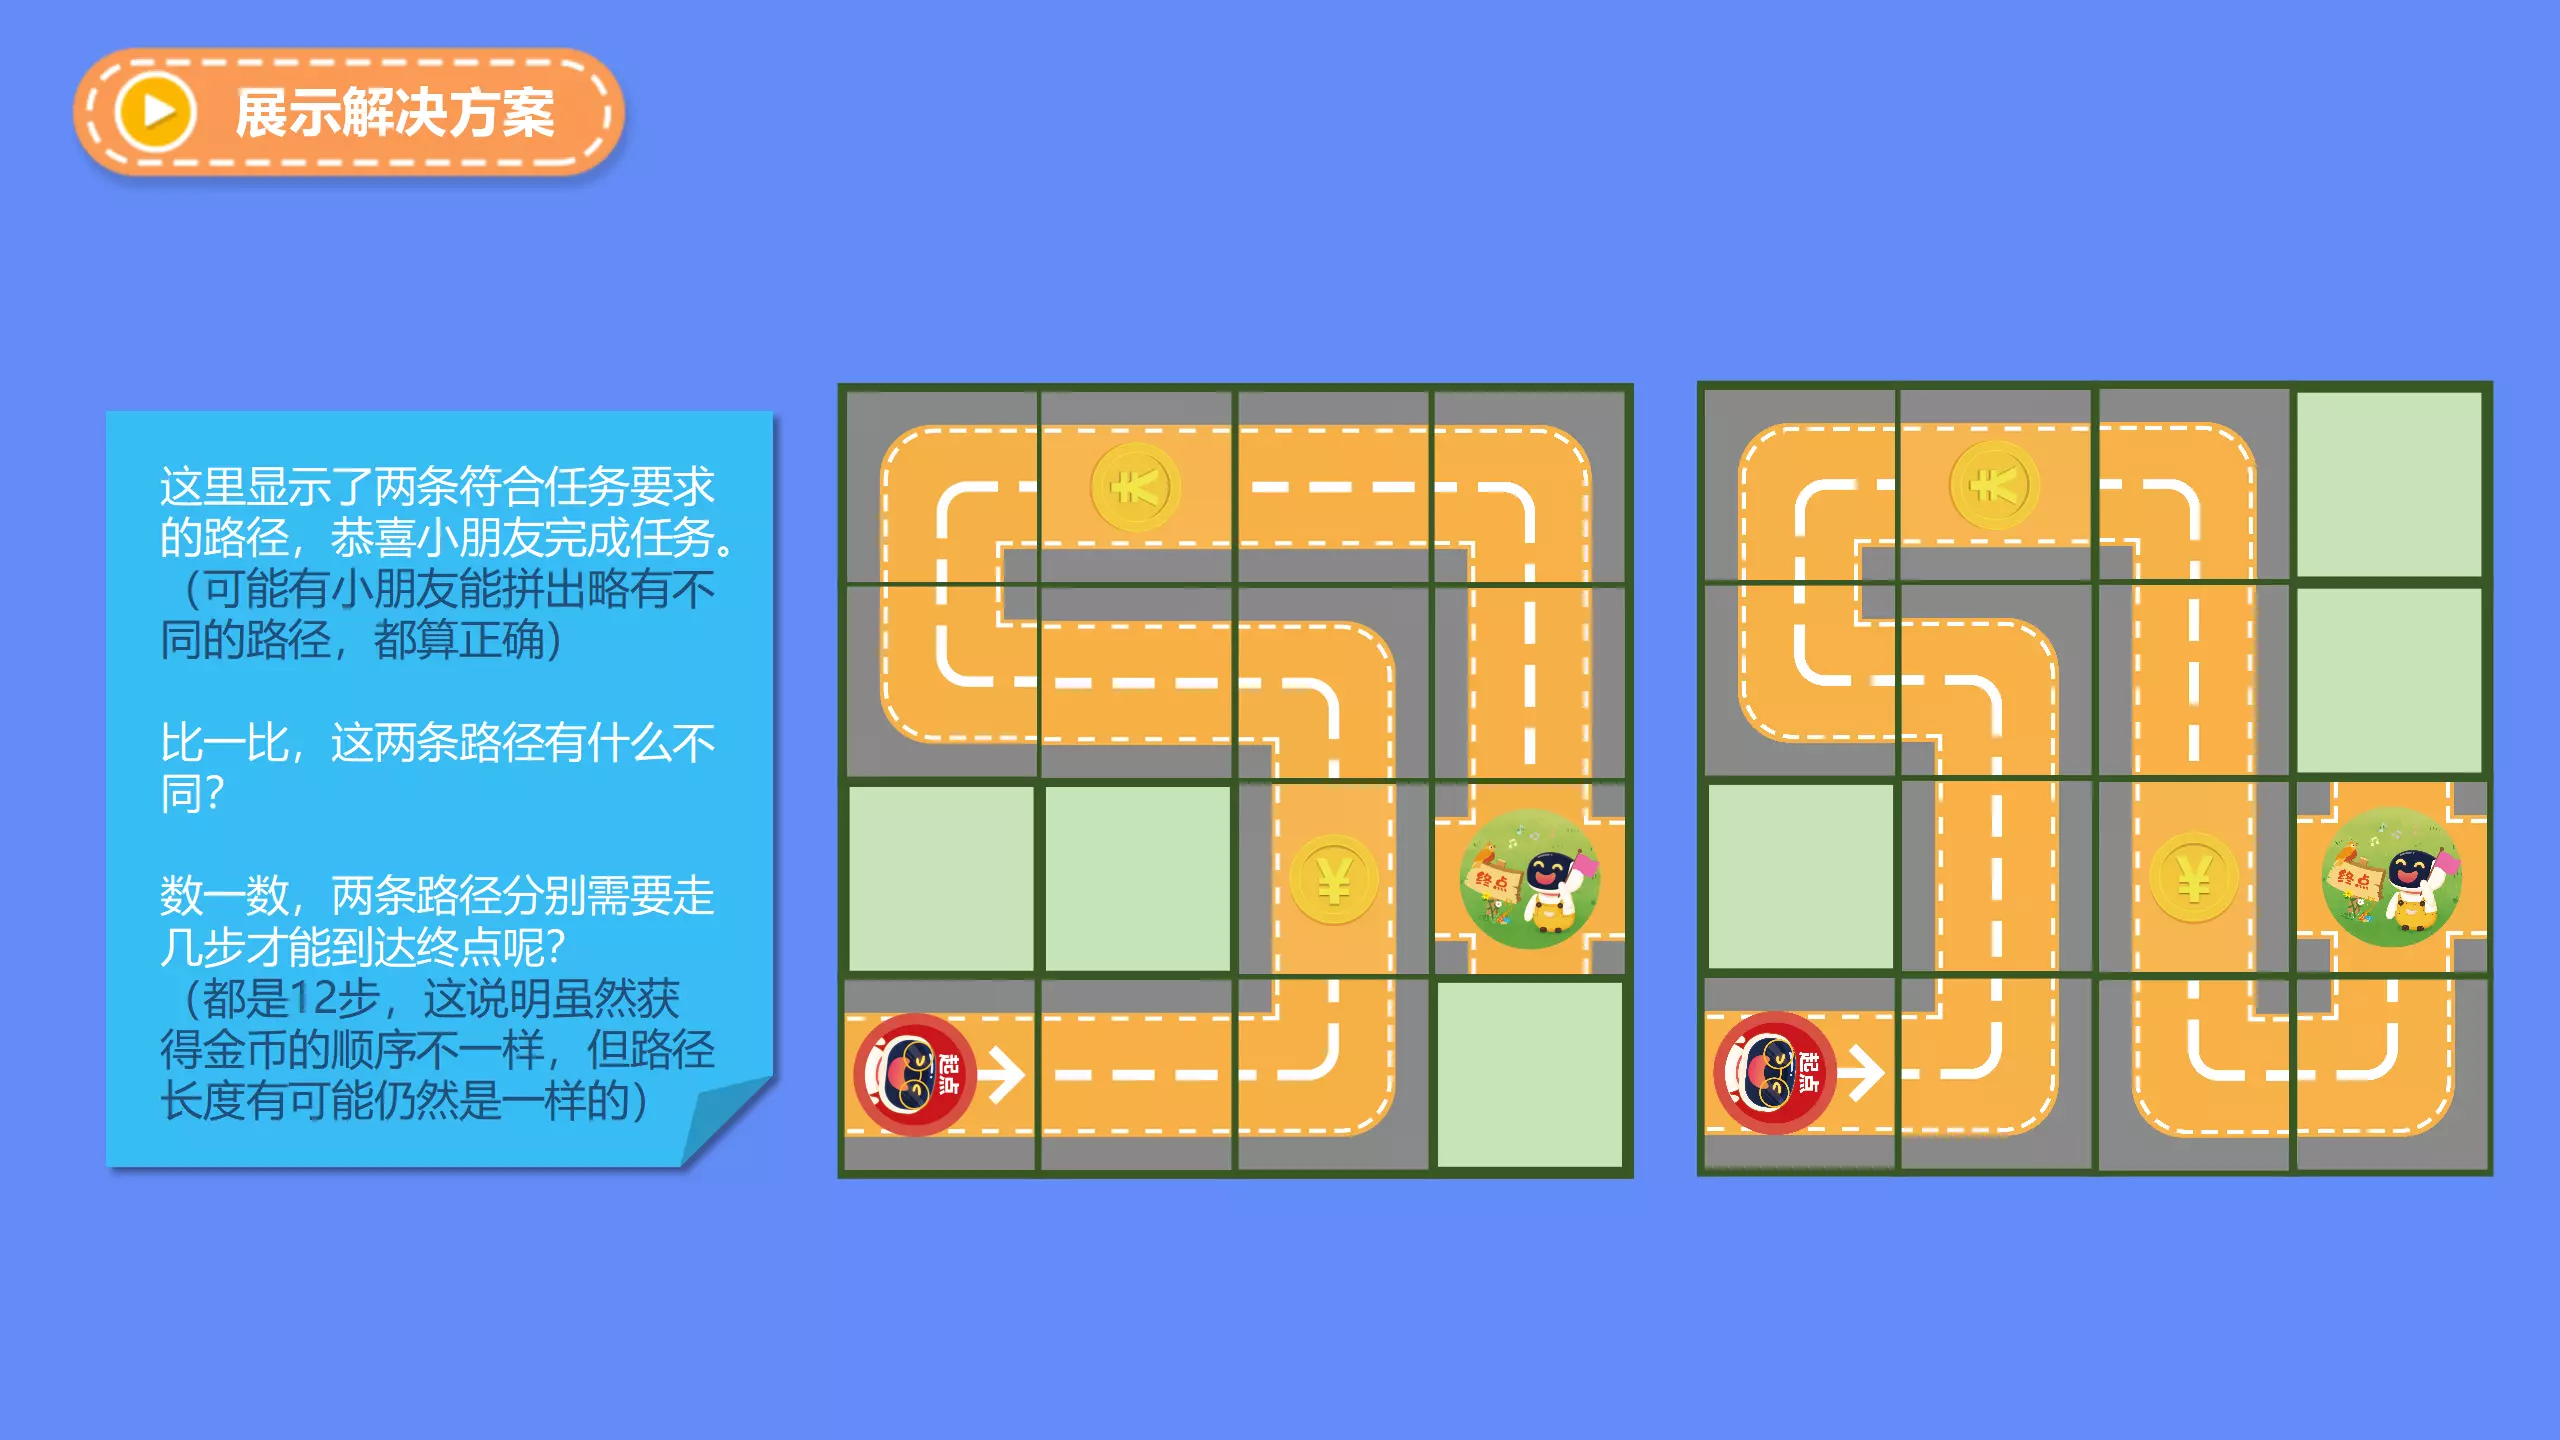 展示解决方案
这里显示了两条符合任务要求
的路径，恭喜小朋友完成任务。
（可能有小朋友能拼出略有不
同的路径，都算正确）
比一比，这两条路径有什么不
同？
数一数，两条路径分别需要走
几步才能到达终点呢？
（都是12步，这说明虽然获
得金币的顺序不一样，但路径
长度有可能仍然是一样的）
¥
¥
终点
起点
¥
¥
终点
起点